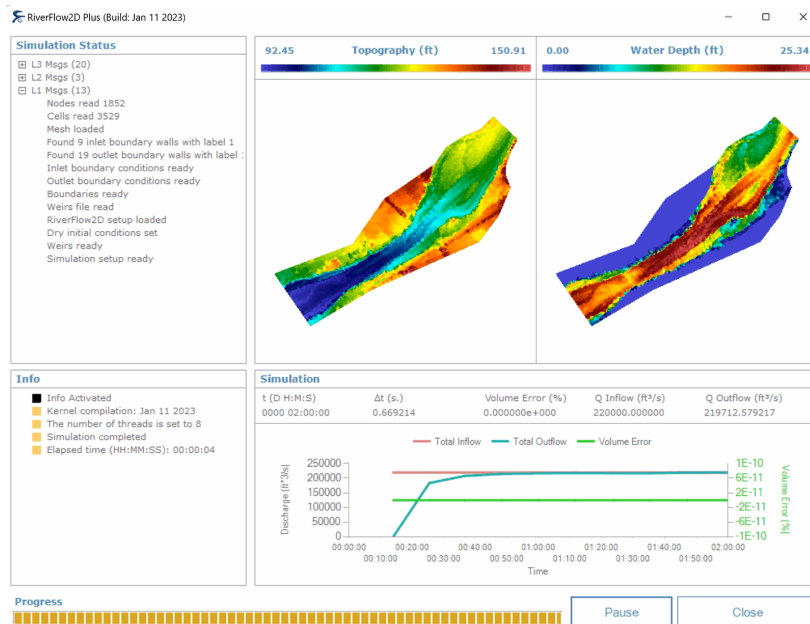 RiverFlow2D Plus (Build: Jan 11 2023)
Simulation Status
L3 Msgs (20)
L2 Msgs (3)
L1 Msgs (13)
Nodes read 1852
Cells read 3529
Mesh loaded
Found 9 inlet boundary walls with label 1
Found 19 outlet boundary walls with label :
Inlet boundary conditions ready
Outlet boundary conditions ready
Boundaries ready
Weirs file read
RiverFlow2D setup loaded
Dry initial conditions set
Weirs ready
Simulation setup ready
92.45 Topography (ft) 150.91
0.00 Water Depth (ft) 25.34
Info
Info Activated
Kernel compilation: Jan 11 2023
The number of threads is set to 8
Simulation completed
Elapsed time (HH:MM:SS): 00:00:04
Simulation
t (D H:M:S) Δt (s.) Volume Error (%) Q Inflow (ft³/s) Q Outflow (ft³/s)
0000 02:00:00 0.669214 0.000000e+000 220000.000000 219712.579217
Total Inflow Total Outflow Volume Error
Discharge [ft^3/s]
250000
200000
150000
100000
50000
0
1E-10
6E-11
2E-11
-2E-11
-6E-11
-1E-10
Volume Error [%]
00:00:00 00:20:00 00:40:00 01:00:00 01:20:00 01:40:00 02:00:00
00:10:00 00:30:00 00:50:00 01:10:00 01:30:00 01:50:00
Time
Progress
Pause
Close